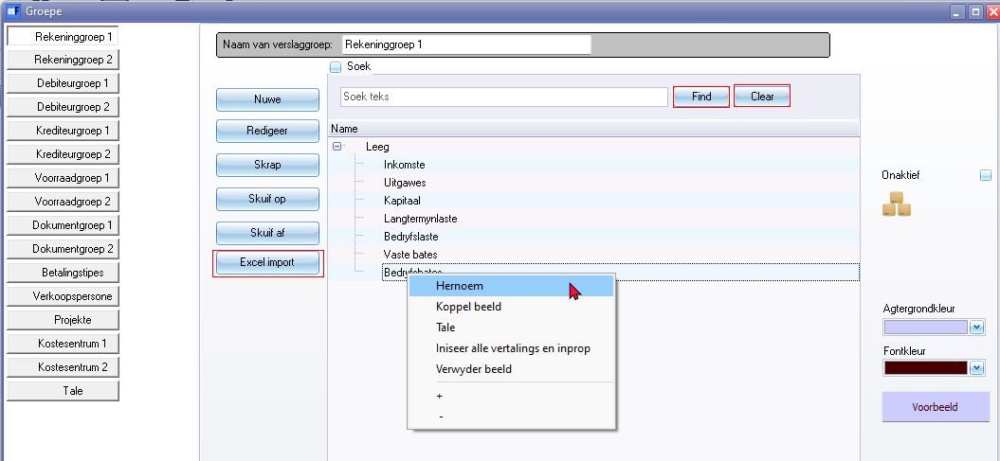 Groepe
Rekeninggroep 1
Rekeninggroep 2
Debiteurgroep 1
Debiteurgroep 2
Krediteurgroep 1
Krediteurgroep 2
Voorraadgroep 1
Voorraadgroep 2
Dokumentgroep 1
Dokumentgroep 2
Betalingstipes
Verkoopspersone
Projekte
Kostesentrum 1
Kostesentrum 2
Tale
Naam van verslaggroep: Rekeninggroep 1
Nuwe
Redigeer
Skrap
Skuif op
Skuif af
Excel import
Soek
Soek teks Find Clear
Name
Leeg
Inkomste
Uitgawes
Kapitaal
Langtermynlaste
Bedryfslaste
Vaste bates
Bedryfsbates
Hernoem
Koppel beeld
Tale
Iniseer alle vertalings en inprop
Verwyder beeld
+
-
Onaktief
Agtergrondkleur
Fontkleur
Voorbeeld